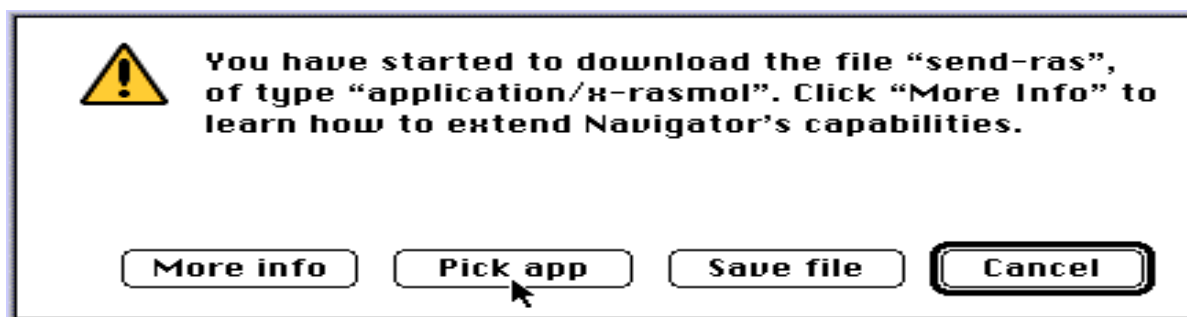 You have started to download the file “send-ras”,
of type “application/x-rasmol”. Click “More Info” to
learn how to extend Navigator’s capabilities.
More info Pick app Save file Cancel